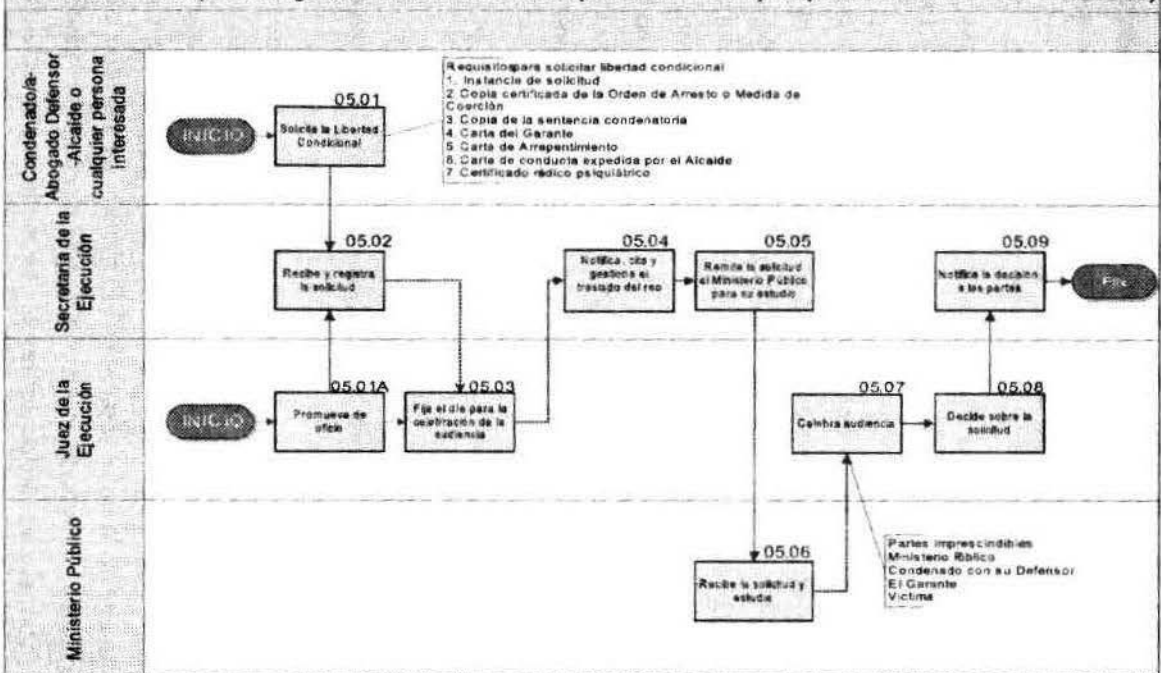 Condenado/a-
Abogado Defensor
-Alcaide o
cualquier persona
interesada
INICIO
05.01
Solicita la Libertad
Condicional
Requisitospara solicitar libertad condicional
1. Instancia de solicitud
2. Copia certificada de la Orden de Arresto o Medida de
Coerción
3. Copia de la sentencia condenatoria
4. Carta del Garante
5. Carta de Arrepentimiento
6. Carta de conducta expedida por el Alcaide
7. Certificado médico psiquiátrico
Secretaria de la
Ejecución
05.02
Recibe y registra
la solicitud
05.04
Notifica, cita y
gestiona el
traslado del reo
05.05
Remite la solicitud
al Ministerio Público
para su estudio
05.09
Notifica la decisión
a las partes
FIN
Juez de la
Ejecución
INICIO
05.01A
Promueve de
oficio
05.03
Fija el día para la
celebración de la
audiencia
05.07
Celebra audiencia
05.08
Decide sobre la
solicitud
Ministerio Público
05.06
Recibe la solicitud y
estudia
Partes imprescindibles
Ministerio Público
Condenado con su Defensor
El Garante
Victima